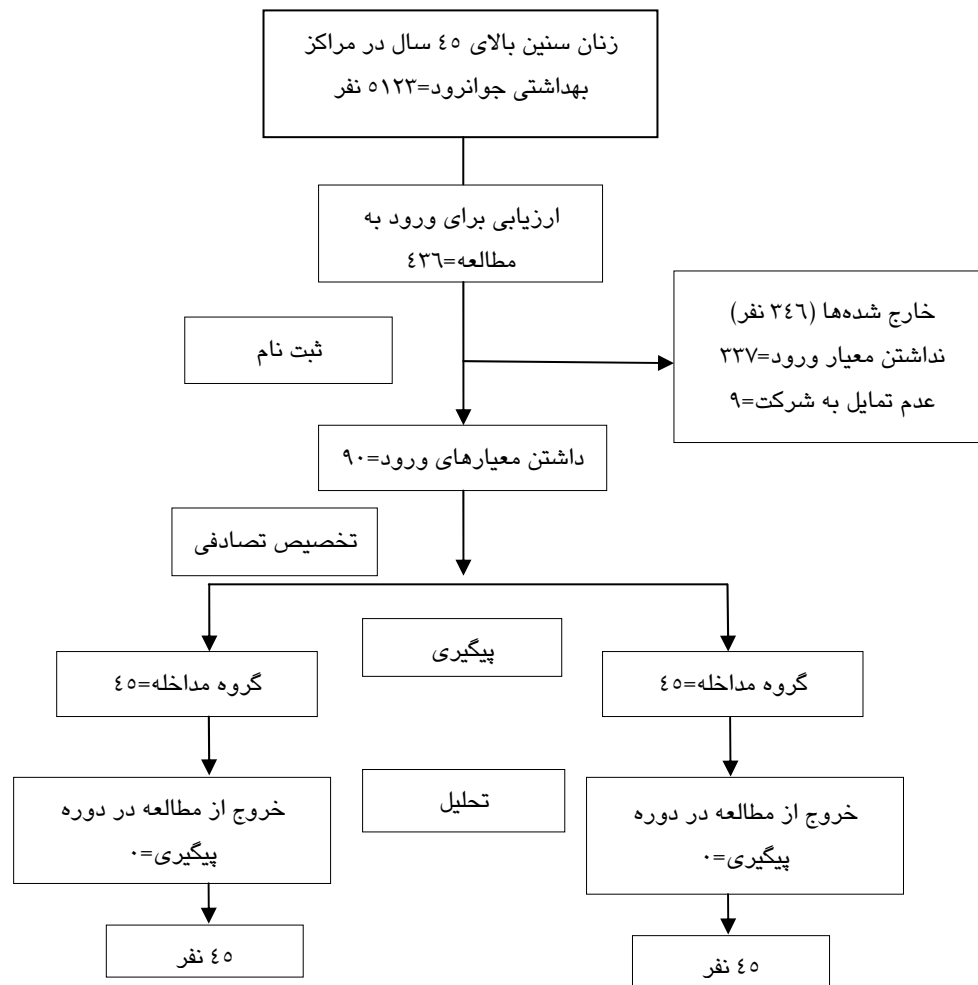 زنان سنین بالای ٤٥ سال در مراکز
بهداشتی جوانرود=٥١٢٣ نفر
ارزیابی برای ورود به
مطالعه=٤٣٦
خارج شده‌ها (٣٤٦ نفر)
نداشتن معیار ورود=٣٣٧
عدم تمایل به شرکت=٩
ثبت نام
داشتن معیارهای ورود=٩٠
تخصیص تصادفی
پیگیری
گروه مداخله=٤٥
گروه مداخله=٤٥
خروج از مطالعه در دوره
پیگیری=٠
تحلیل
خروج از مطالعه در دوره
پیگیری=٠
٤٥ نفر
٤٥ نفر